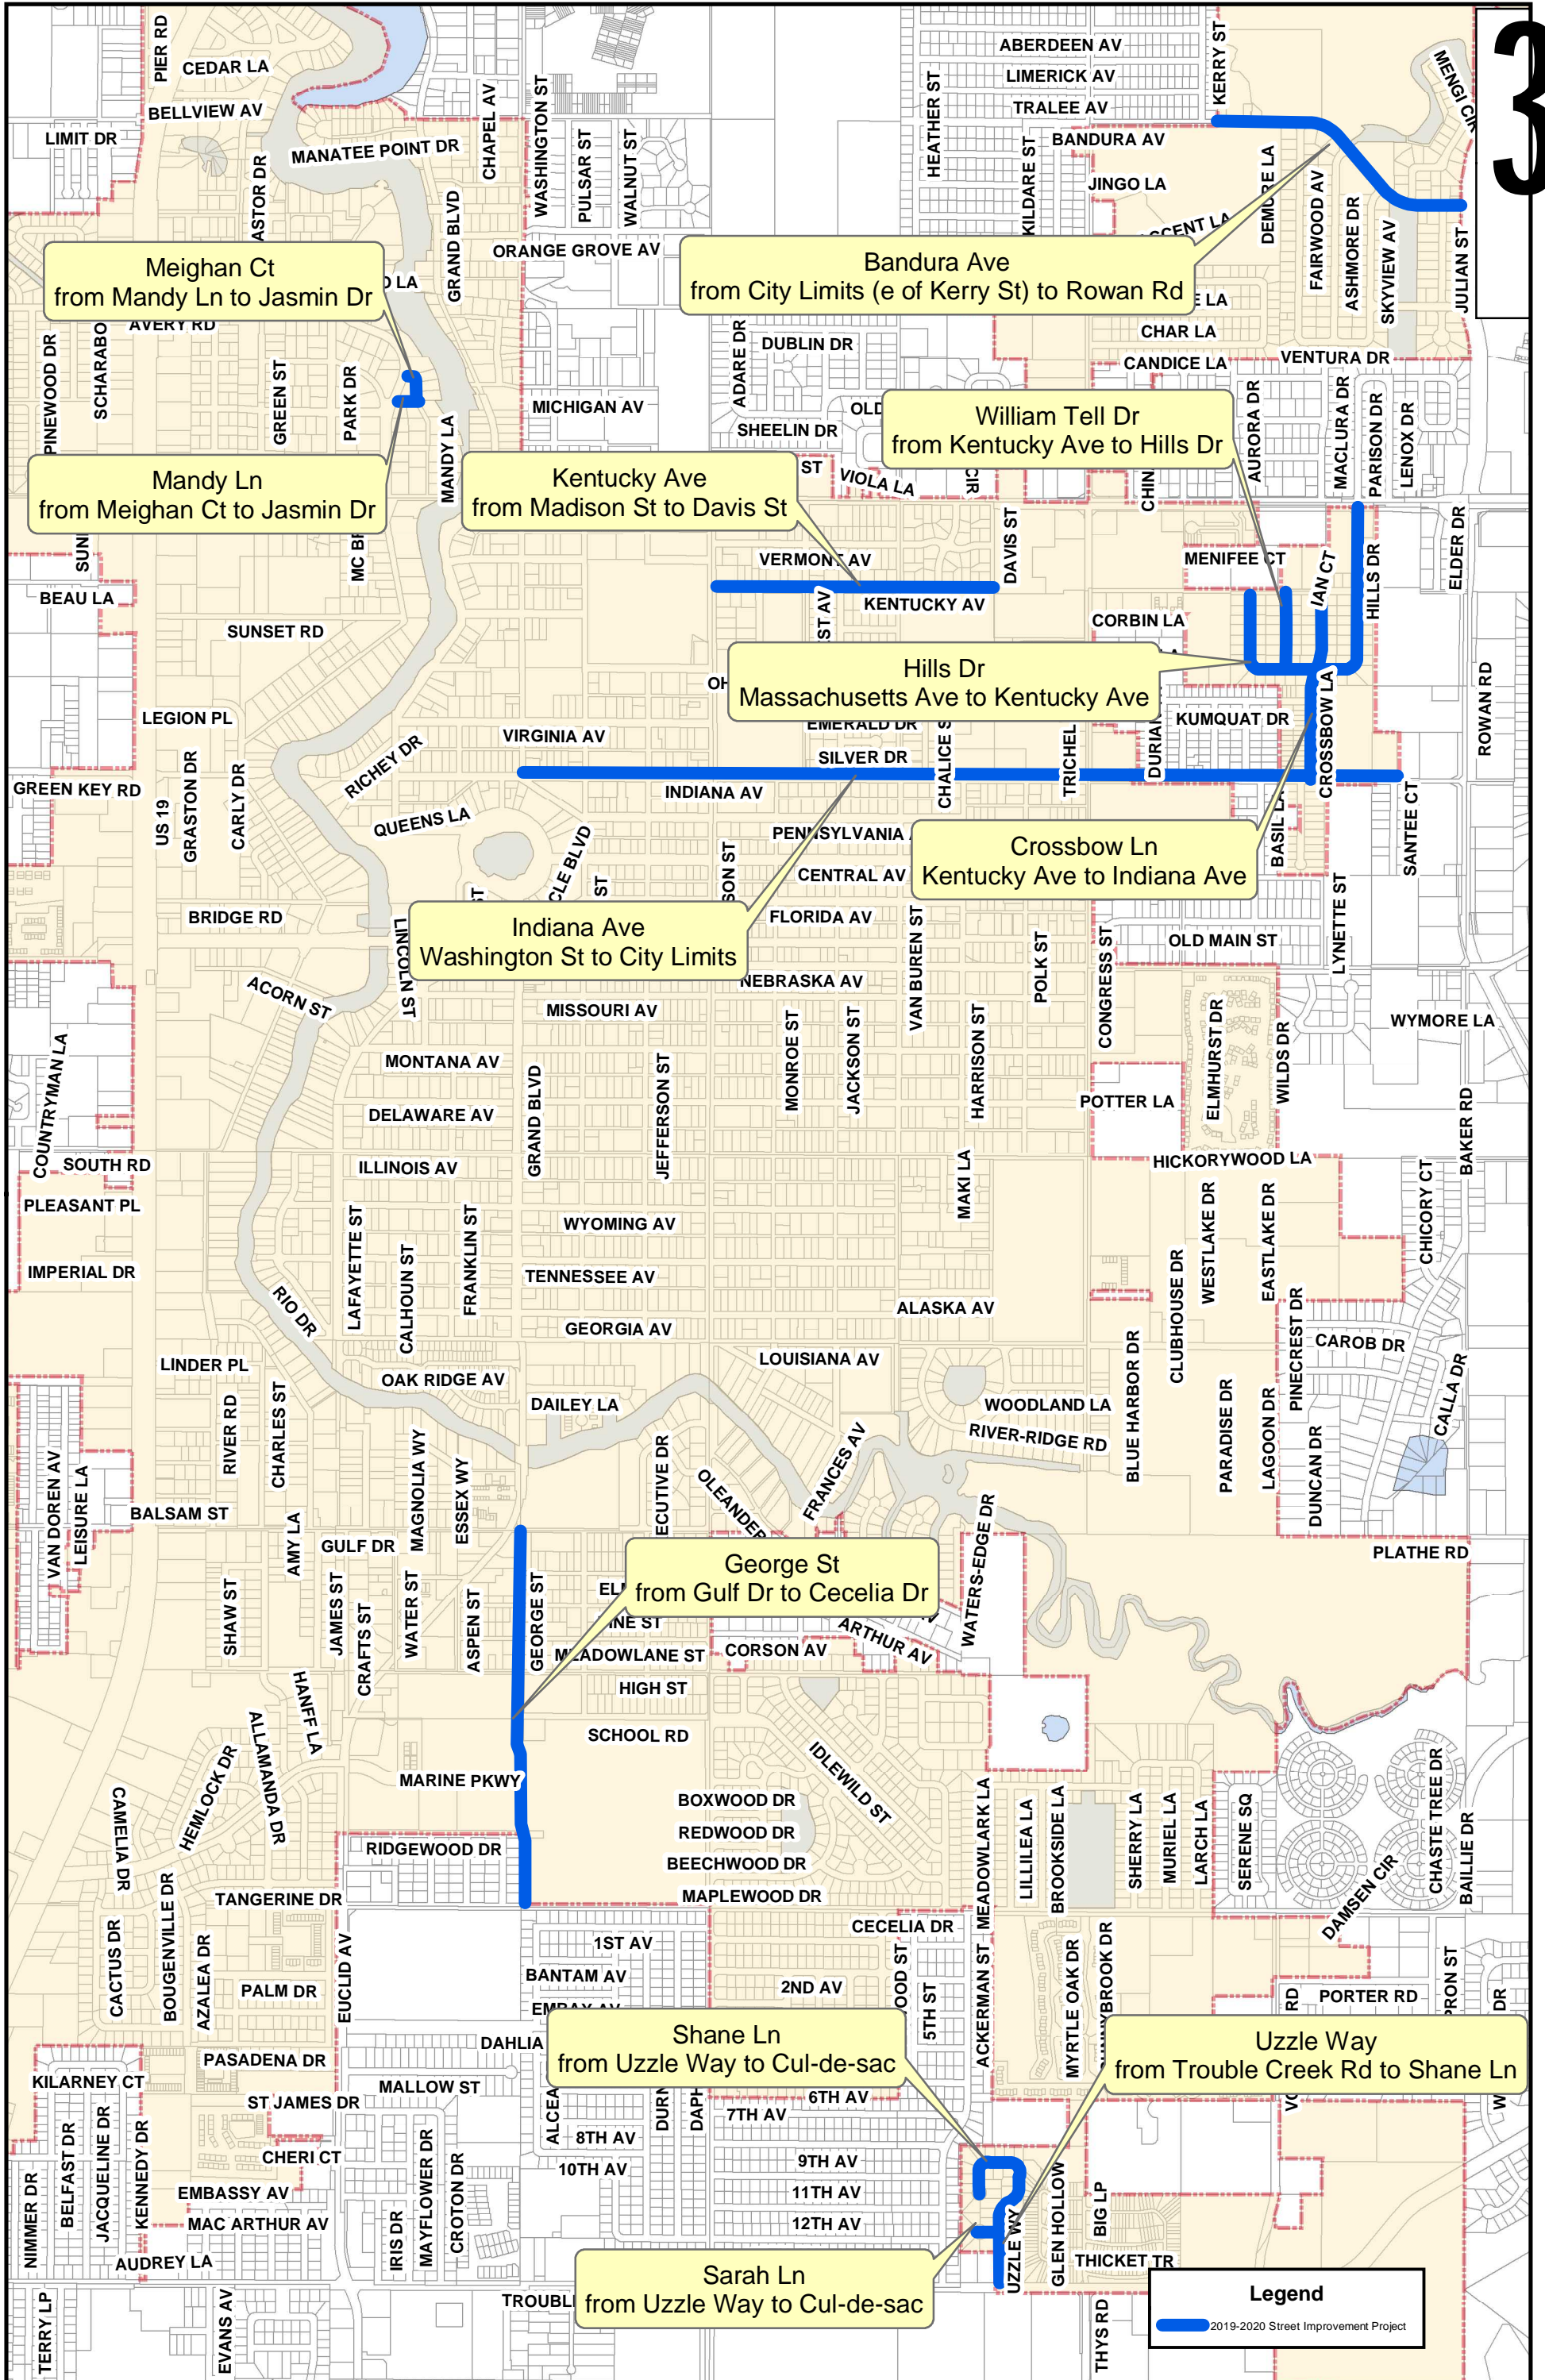 3
PIER RD
CEDAR LA
BELLVIEW AV
LIMIT DR
MANATEE POINT DR
CHAPEL AV
WASHINGTON ST
PULSAR ST
WALNUT ST
ASTOR DR
GRAND BLVD
ORANGE GROVE AV
ABERDEEN AV
LIMERICK AV
TRALEE AV
KERRY ST
HEATHER ST
KILDARE ST
BANDURA AV
JINGO LA
MENGI CIR
FAIRWOOD AV
ASHMORE DR
SKYVIEW AV
JULIAN ST
Meighan Ct
from Mandy Ln to Jasmin Dr
Bandura Ave
from City Limits (e of Kerry St) to Rowan Rd
AVERY RD
PINEWOOD DR
GREEN ST
PARK DR
MANDY LA
MICHIGAN AV
ADARE DR
DUBLIN DR
SHEELIN DR
VIOLA LA
CHAR LA
CANDICE LA
VENTURA DR
AURORA DR
MACLURA DR
PARISON DR
LENOX DR
William Tell Dr
from Kentucky Ave to Hills Dr
Mandy Ln
from Meighan Ct to Jasmin Dr
Kentucky Ave
from Madison St to Davis St
BEAU LA
SUNSET RD
VERMONT AV
KENTUCKY AV
DAVIS ST
MENIFEE CT
IAN CT
HILLS DR
ELDER DR
CORBIN LA
Hills Dr
Massachusetts Ave to Kentucky Ave
LEGION PL
VIRGINIA AV
RICHEY DR
EMERALD DR
SILVER DR
KUMQUAT DR
CROSSBOW LA
ROWAN RD
GREEN KEY RD
US 19
GRASTON DR
CARLY DR
QUEENS LA
INDIANA AV
PENNSYLVANIA
CENTRAL AV
BASIL LA
SANTEE CT
Crossbow Ln
Kentucky Ave to Indiana Ave
BRIDGE RD
LINCOLN ST
Indiana Ave
Washington St to City Limits
FLORIDA AV
VAN BUREN ST
POLK ST
CONGRESS ST
OLD MAIN ST
LYNETTE ST
ACORN ST
NEBRASKA AV
MISSOURI AV
MONTANA AV
DELAWARE AV
ILLINOIS AV
GRAND BLVD
JEFFERSON ST
MONROE ST
JACKSON ST
HARRISON ST
ELMHURST DR
WILDS DR
WYMORE LA
COUNTRYMAN LA
SOUTH RD
PLEASANT PL
IMPERIAL DR
POTTER LA
HICKORYWOOD LA
BAKER RD
CHICORY CT
MAKI LA
WYOMING AV
TENNESSEE AV
GEORGIA AV
LAFAYETTE ST
CALHOUN ST
FRANKLIN ST
RIO DR
ALASKA AV
LOUISIANA AV
CLUBHOUSE DR
WESTLAKE DR
EASTLAKE DR
PINECREST DR
CAROB DR
CALLA DR
LINDER PL
OAK RIDGE AV
DAILEY LA
WOODLAND LA
RIVER-RIDGE RD
BLUE HARBOR DR
PARADISE DR
LAGOON DR
DUNCAN DR
VAN DOREN AV
LEISURE LA
RIVER RD
CHARLES ST
MAGNOLIA WY
ESSEX WY
FRANCES AV
OLEANDER
WATERS-EDGE DR
BALSAM ST
AMY LA
GULF DR
PLATHE RD
George St
from Gulf Dr to Cecelia Dr
SHAW ST
JAMES ST
CRAFTS ST
WATER ST
ASPEN ST
GEORGE ST
MEADOWLANE ST
CORSON AV
ARTHUR AV
HIGH ST
SCHOOL RD
HANFF LA
ALLAMANDA DR
HEMLOCK DR
CAMELIA DR
MARINE PKWY
IDLEWILD ST
BOXWOOD DR
REDWOOD DR
BEECHWOOD DR
MAPLEWOOD DR
RIDGEWOOD DR
MEADOWLARK LA
LILLILEA LA
BROOKSIDE LA
SHERRY LA
MURIEL LA
LARCH LA
SERENE SQ
DAMSEN CIR
CHASTE TREE DR
BAILLIE DR
TANGERINE DR
BOUGENVILLE DR
CACTUS DR
AZALEA DR
PALM DR
EUCLID AV
CECELIA DR
1ST AV
BANTAM AV
2ND AV
5TH ST
ACKERMAN ST
MYRTLE OAK DR
PORTER RD
Shane Ln
from Uzzle Way to Cul-de-sac
Uzzle Way
from Trouble Creek Rd to Shane Ln
DAHLIA
PASADENA DR
KILARNEY CT
ST JAMES DR
MALLOW ST
6TH AV
7TH AV
8TH AV
9TH AV
10TH AV
11TH AV
12TH AV
CHERI CT
EMBASSY AV
MAC ARTHUR AV
AUDREY LA
NIMMER DR
BELFAST DR
JACQUELINE DR
KENNEDY DR
IRIS DR
MAYFLOWER DR
CROTON DR
UZZLE WY
GLEN HOLLOW
BIG LP
THICKET TR
Sarah Ln
from Uzzle Way to Cul-de-sac
TERRY LP
EVANS AV
THYS RD
Legend
2019-2020 Street Improvement Project